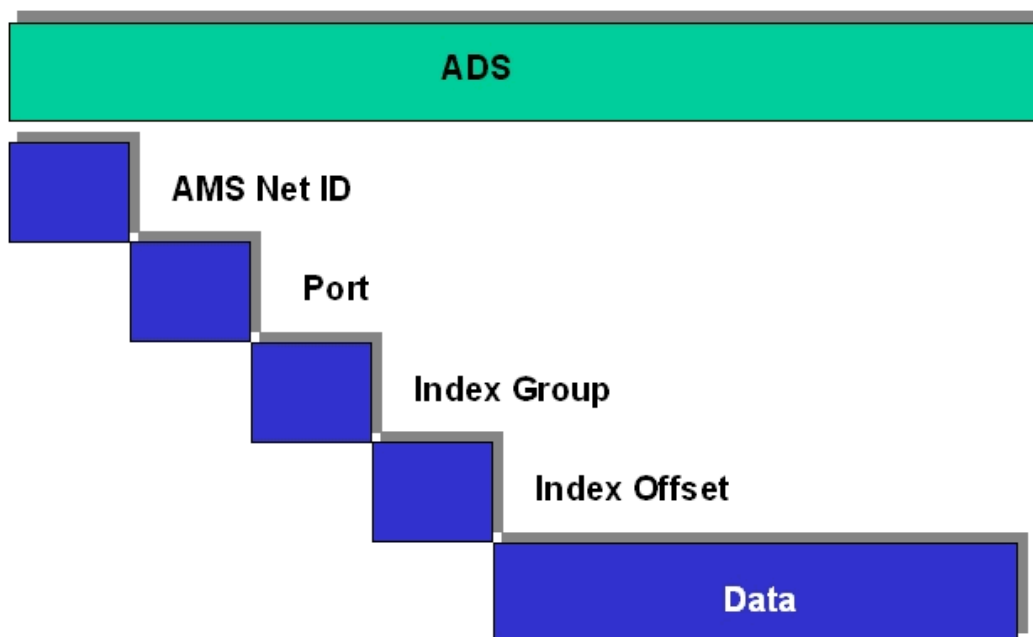 ADS
AMS Net ID
Port
Index Group
Index Offset
Data